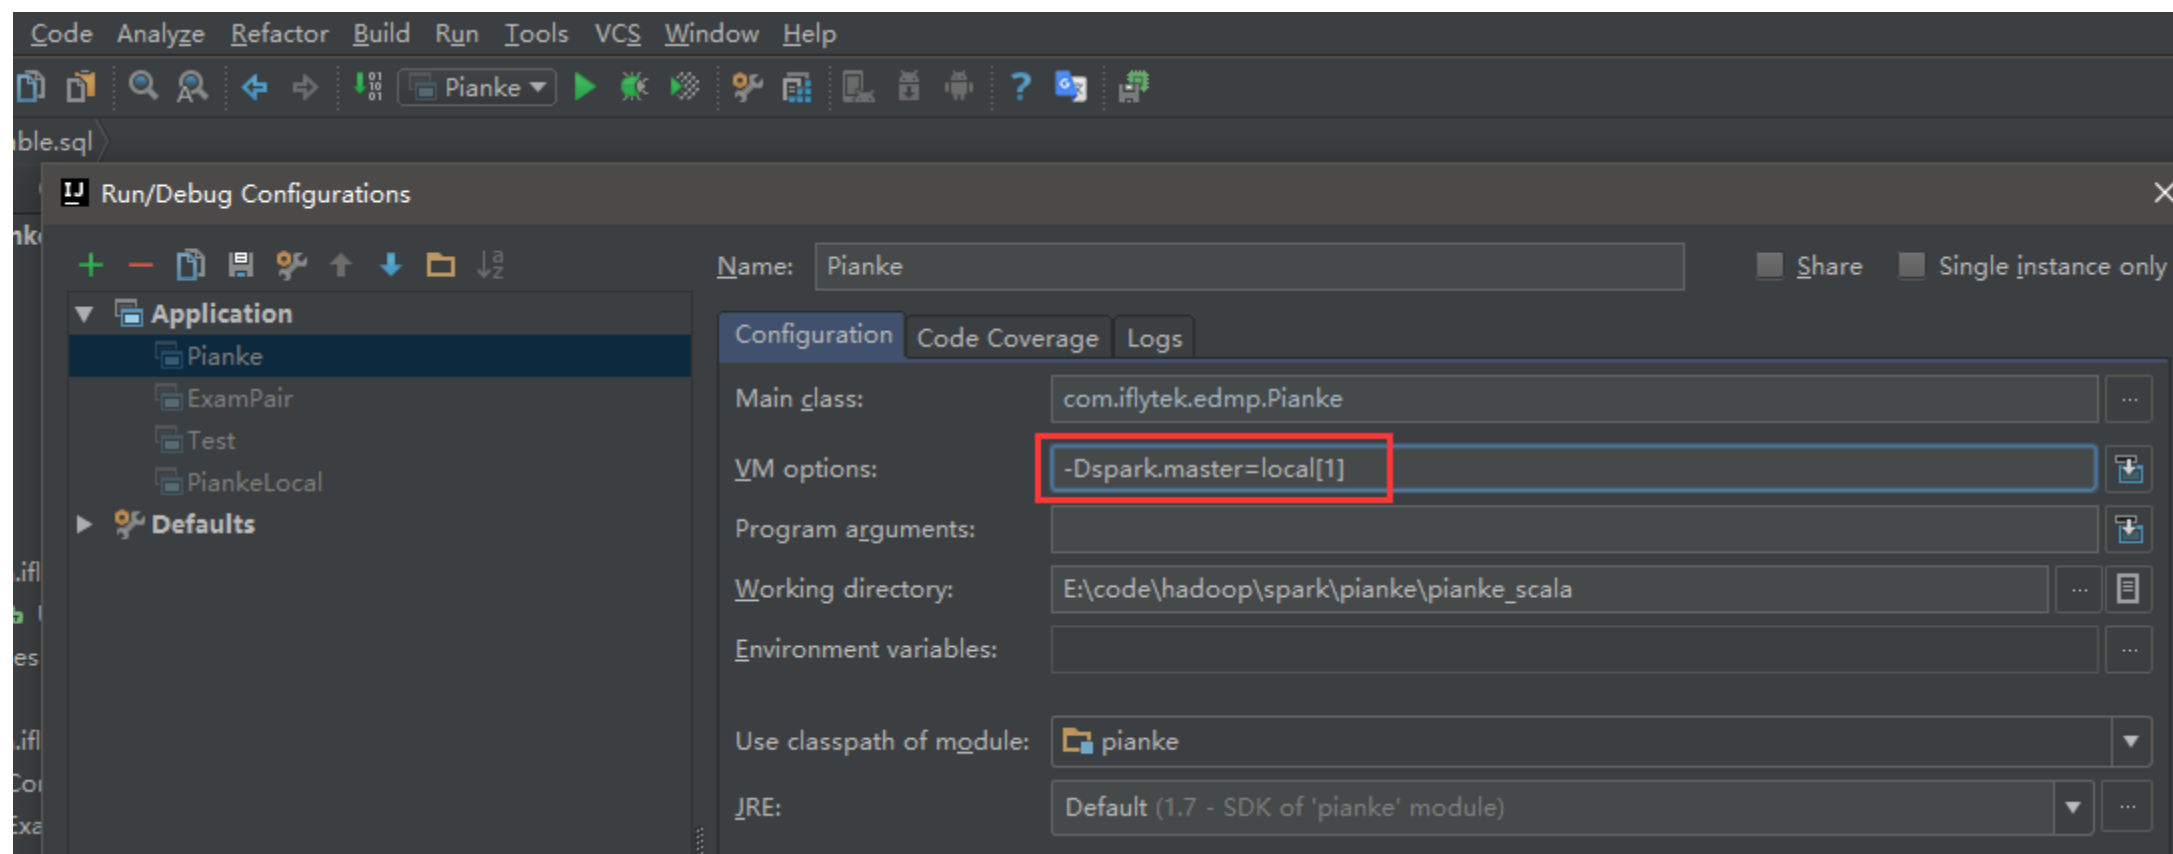 Code Analyze Refactor Build Run Tools VCS Window Help
Pianke
able.sql
Run/Debug Configurations
Name: Pianke Share Single instance only
Application
Pianke
ExamPair
Test
PiankeLocal
Defaults
Configuration Code Coverage Logs
Main class: com.iflytek.edmp.Pianke
VM options: -Dspark.master=local[1]
Program arguments:
Working directory: E:\code\hadoop\spark\pianke\pianke_scala
Environment variables:
Use classpath of module: pianke
JRE: Default (1.7 - SDK of 'pianke' module)